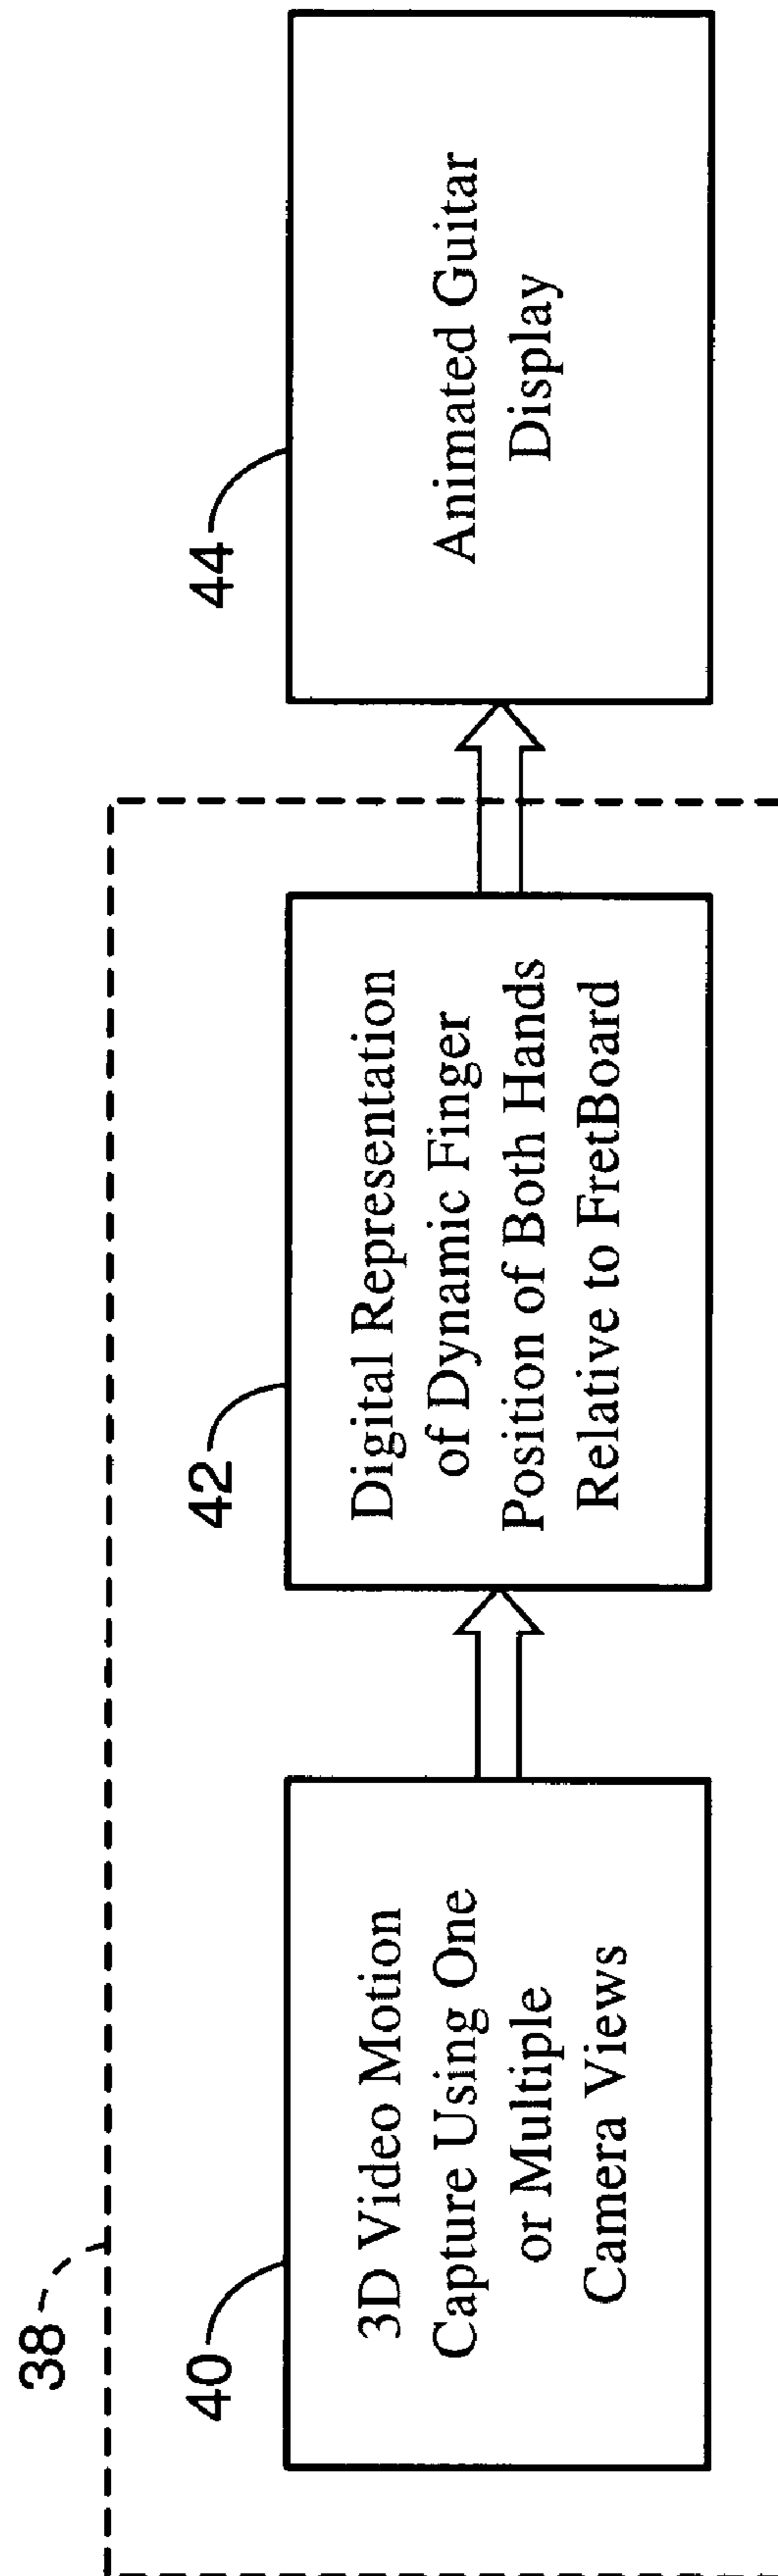 38
40
3D Video Motion
Capture Using One
or Multiple
Camera Views
42
Digital Representation
of Dynamic Finger
Position of Both Hands
Relative to FretBoard
44
Animated Guitar
Display